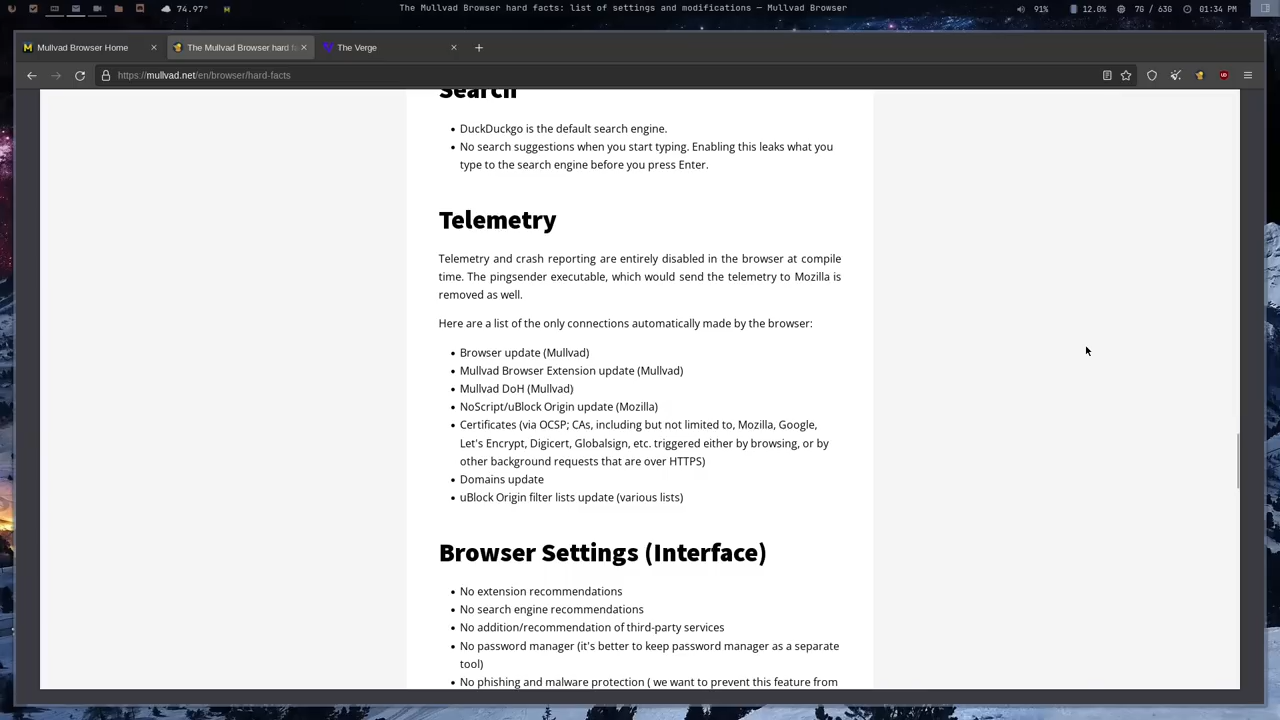 74.97°
The Mullvad Browser hard facts: list of settings and modifications — Mullvad Browser
91%
12.0%
7G / 63G
01:34 PM
Mullvad Browser Home
The Mullvad Browser hard f
The Verge
https://mullvad.net/en/browser/hard-facts
Search
• DuckDuckgo is the default search engine.
• No search suggestions when you start typing. Enabling this leaks what you
type to the search engine before you press Enter.
Telemetry
Telemetry and crash reporting are entirely disabled in the browser at compile
time. The pingsender executable, which would send the telemetry to Mozilla is
removed as well.
Here are a list of the only connections automatically made by the browser:
• Browser update (Mullvad)
• Mullvad Browser Extension update (Mullvad)
• Mullvad DoH (Mullvad)
• NoScript/uBlock Origin update (Mozilla)
• Certificates (via OCSP; CAs, including but not limited to, Mozilla, Google,
Let's Encrypt, Digicert, Globalsign, etc. triggered either by browsing, or by
other background requests that are over HTTPS)
• Domains update
• uBlock Origin filter lists update (various lists)
Browser Settings (Interface)
• No extension recommendations
• No search engine recommendations
• No addition/recommendation of third-party services
• No password manager (it's better to keep password manager as a separate
tool)
• No phishing and malware protection ( we want to prevent this feature from